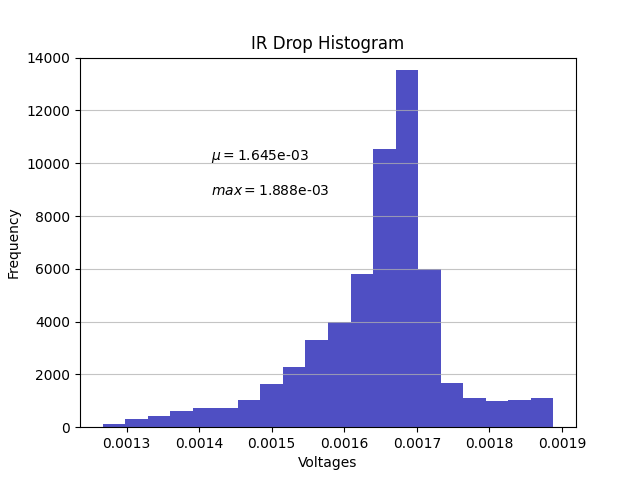 IR Drop Histogram
14000
12000
10000
8000
6000
4000
2000
0
Frequency
μ = 1.645e-03
max = 1.888e-03
0.0013 0.0014 0.0015 0.0016 0.0017 0.0018 0.0019
Voltages